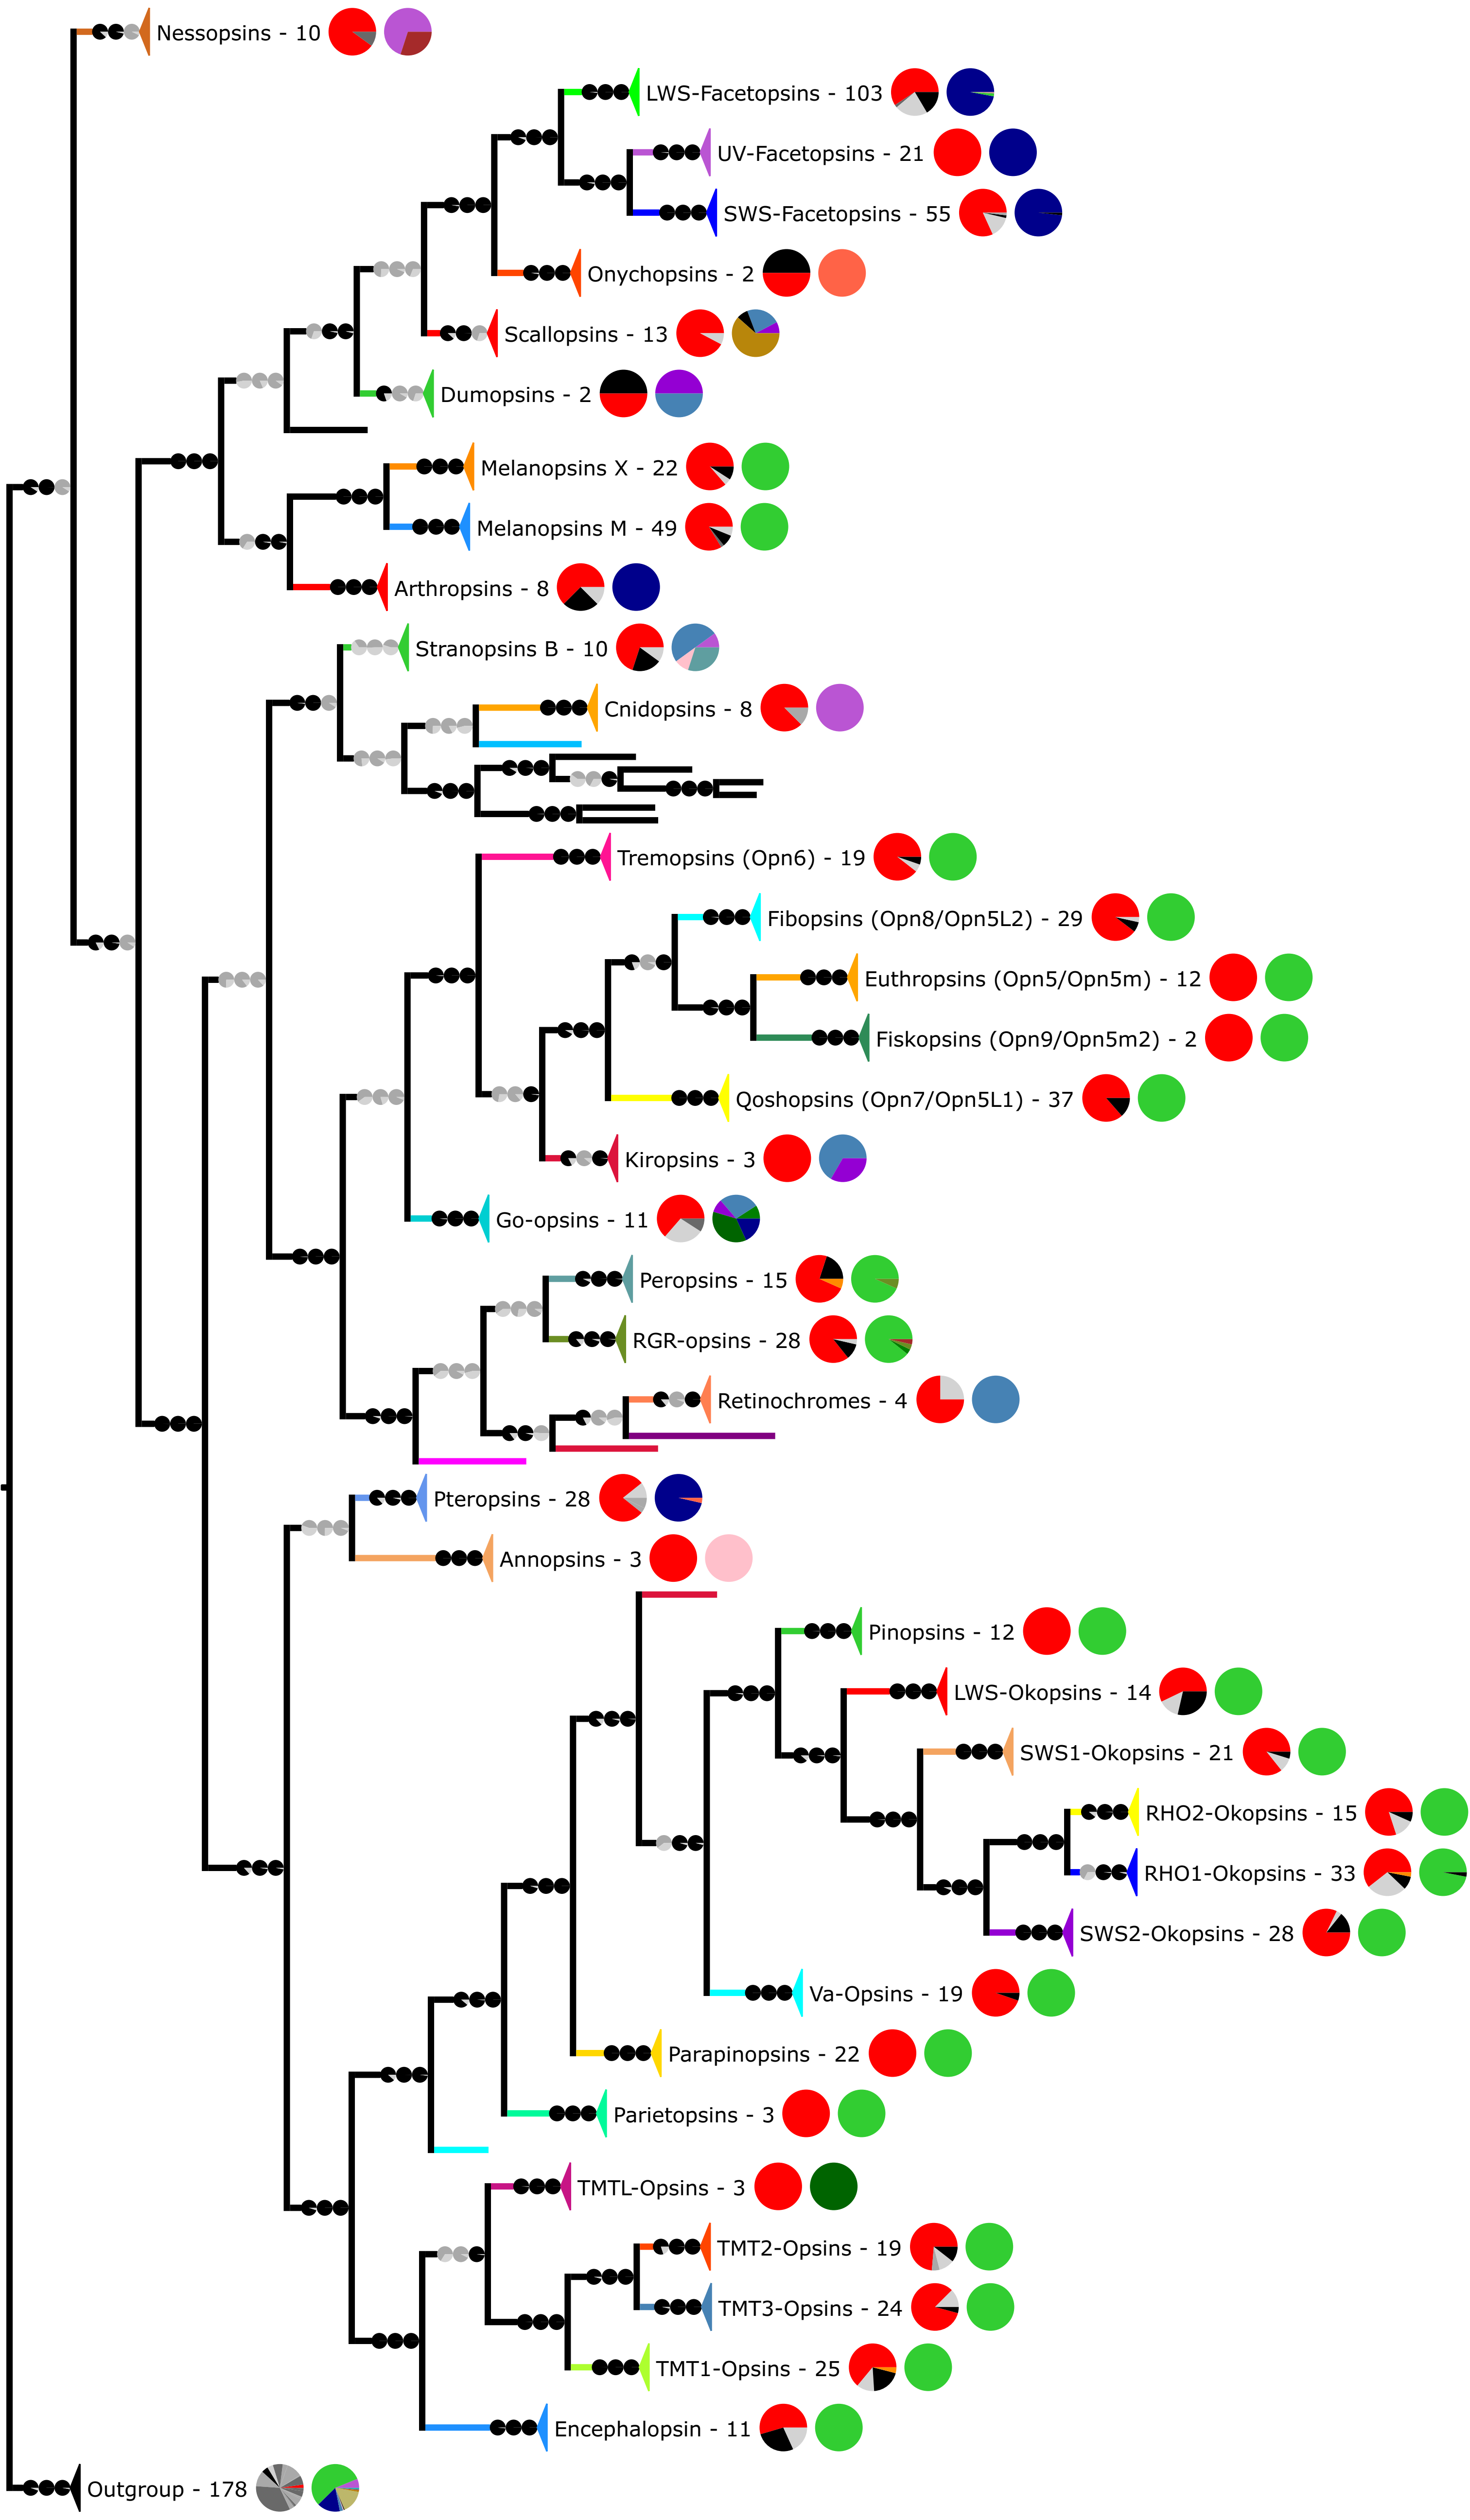 Nessopsins - 10
LWS-Facetopsins - 103
UV-Facetopsins - 21
SWS-Facetopsins - 55
Onychopsins - 2
Scallopsins - 13
Dumopsins - 2
Melanopsins X - 22
Melanopsins M - 49
Arthropsins - 8
Stranopsins B - 10
Cnidopsins - 8
Tremopsins (Opn6) - 19
Fibopsins (Opn8/Opn5L2) - 29
Euthropsins (Opn5/Opn5m) - 12
Fiskopsins (Opn9/Opn5m2) - 2
Qoshopsins (Opn7/Opn5L1) - 37
Kiropsins - 3
Go-opsins - 11
Peropsins - 15
RGR-opsins - 28
Retinochromes - 4
Pteropsins - 28
Annopsins - 3
Pinopsins - 12
LWS-Okopsins - 14
SWS1-Okopsins - 21
RHO2-Okopsins - 15
RHO1-Okopsins - 33
SWS2-Okopsins - 28
Va-Opsins - 19
Parapinopsins - 22
Parietopsins - 3
TMTL-Opsins - 3
TMT2-Opsins - 19
TMT3-Opsins - 24
TMT1-Opsins - 25
Encephalopsin - 11
Outgroup - 178